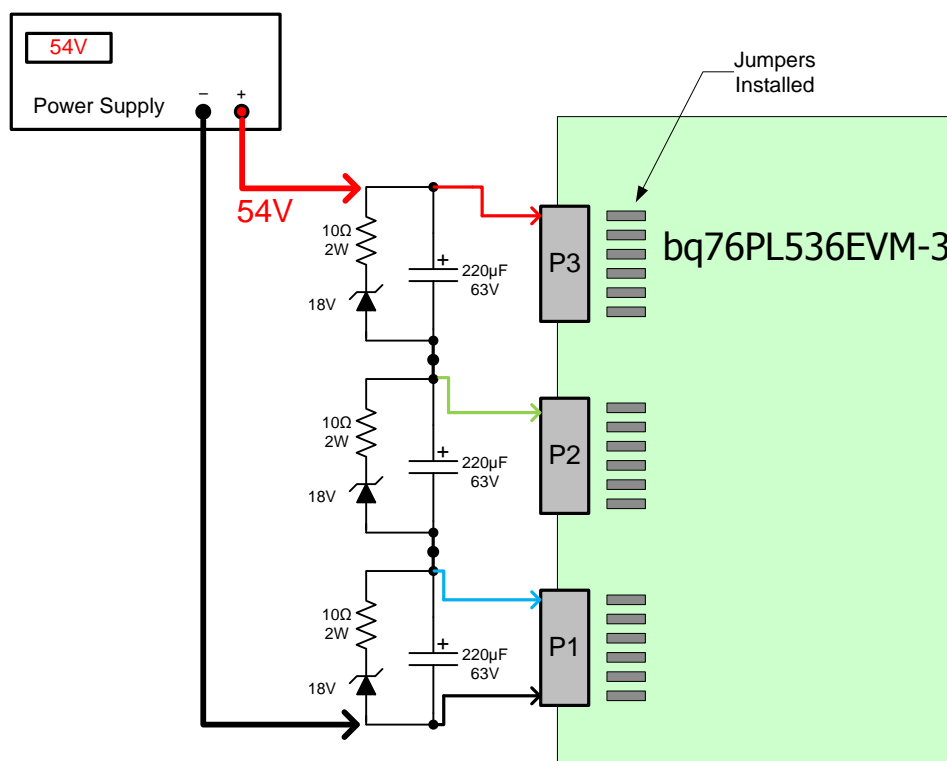 54V
Power Supply
− +
54V
Jumpers
Installed
bq76PL536EVM-3
10Ω
2W
18V
+
220µF
63V
P3
10Ω
2W
18V
+
220µF
63V
P2
10Ω
2W
18V
+
220µF
63V
P1